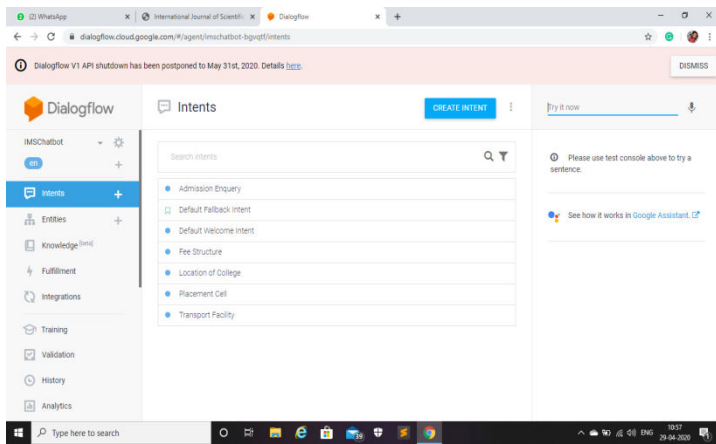 (2) WhatsApp
International Journal of Scientific
Dialogflow
dialogflow.cloud.google.com/#/agent/imschatbot-bgvqtf/intents
Dialogflow V1 API shutdown has been postponed to May 31st, 2020. Details here.
DISMISS
Dialogflow
Intents
CREATE INTENT
Try it now
IMSChatbot
en
Search intents
Please use test console above to try a
sentence.
Intents
Admission Enquery
Default Fallback Intent
Default Welcome Intent
Fee Structure
Location of College
Placement Cell
Transport Facility
See how it works in Google Assistant.
Entities
Knowledge [beta]
Fulfillment
Integrations
Training
Validation
History
Analytics
Type here to search
ENG
10:57
29-04-2020